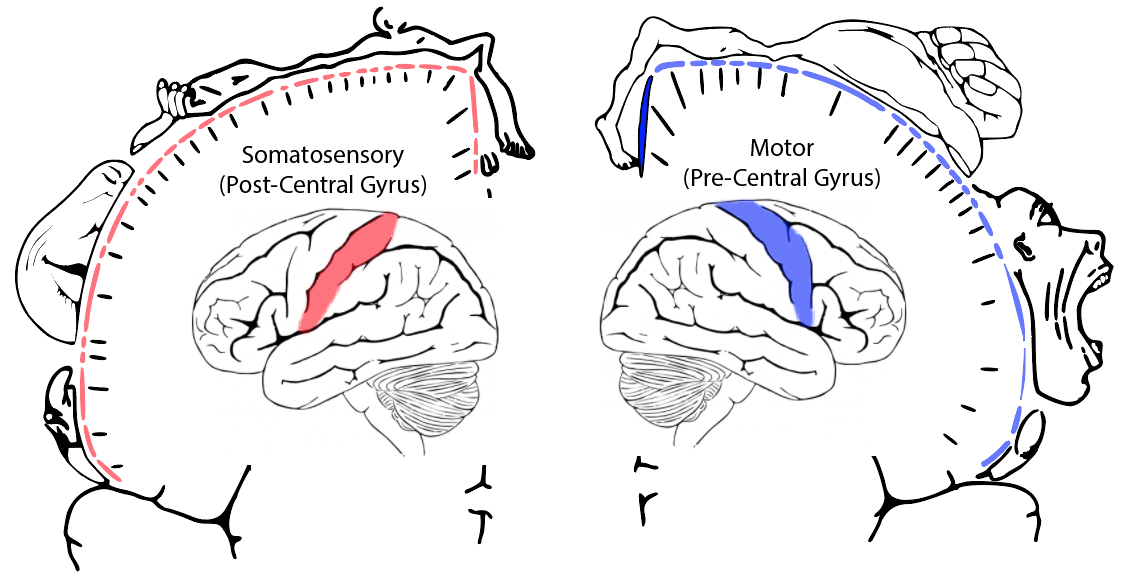 Somatosensory
(Post-Central Gyrus)
Motor
(Pre-Central Gyrus)